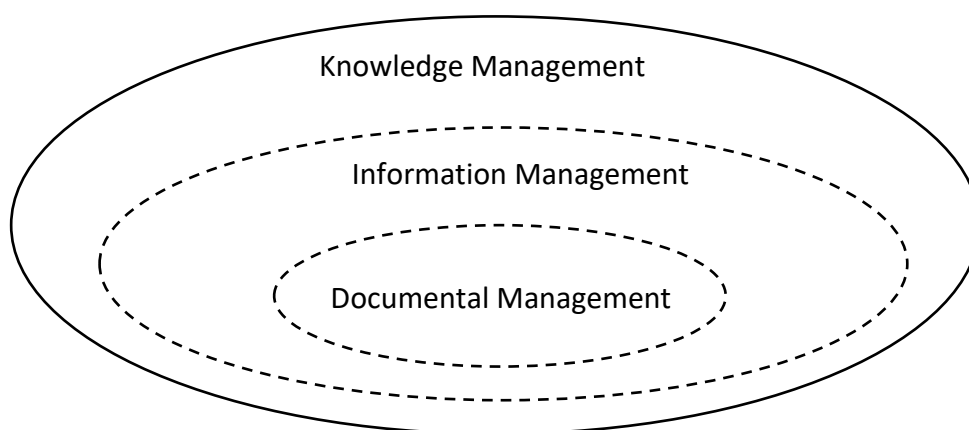 Knowledge Management
Information Management
Documental Management